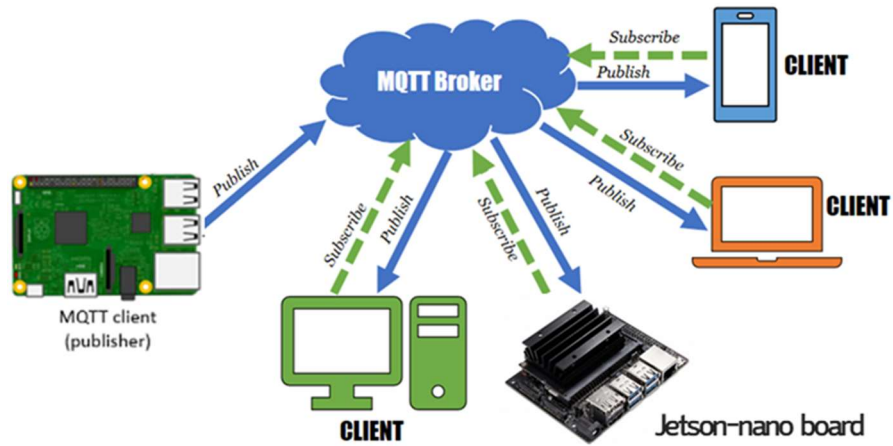 Subscribe
MQTT Broker
Publish
CLIENT
Publish
Subscribe
Publish
CLIENT
Subscribe
Publish
Subscribe
Publish
MQTT client
(publisher)
CLIENT
Jetson-nano board